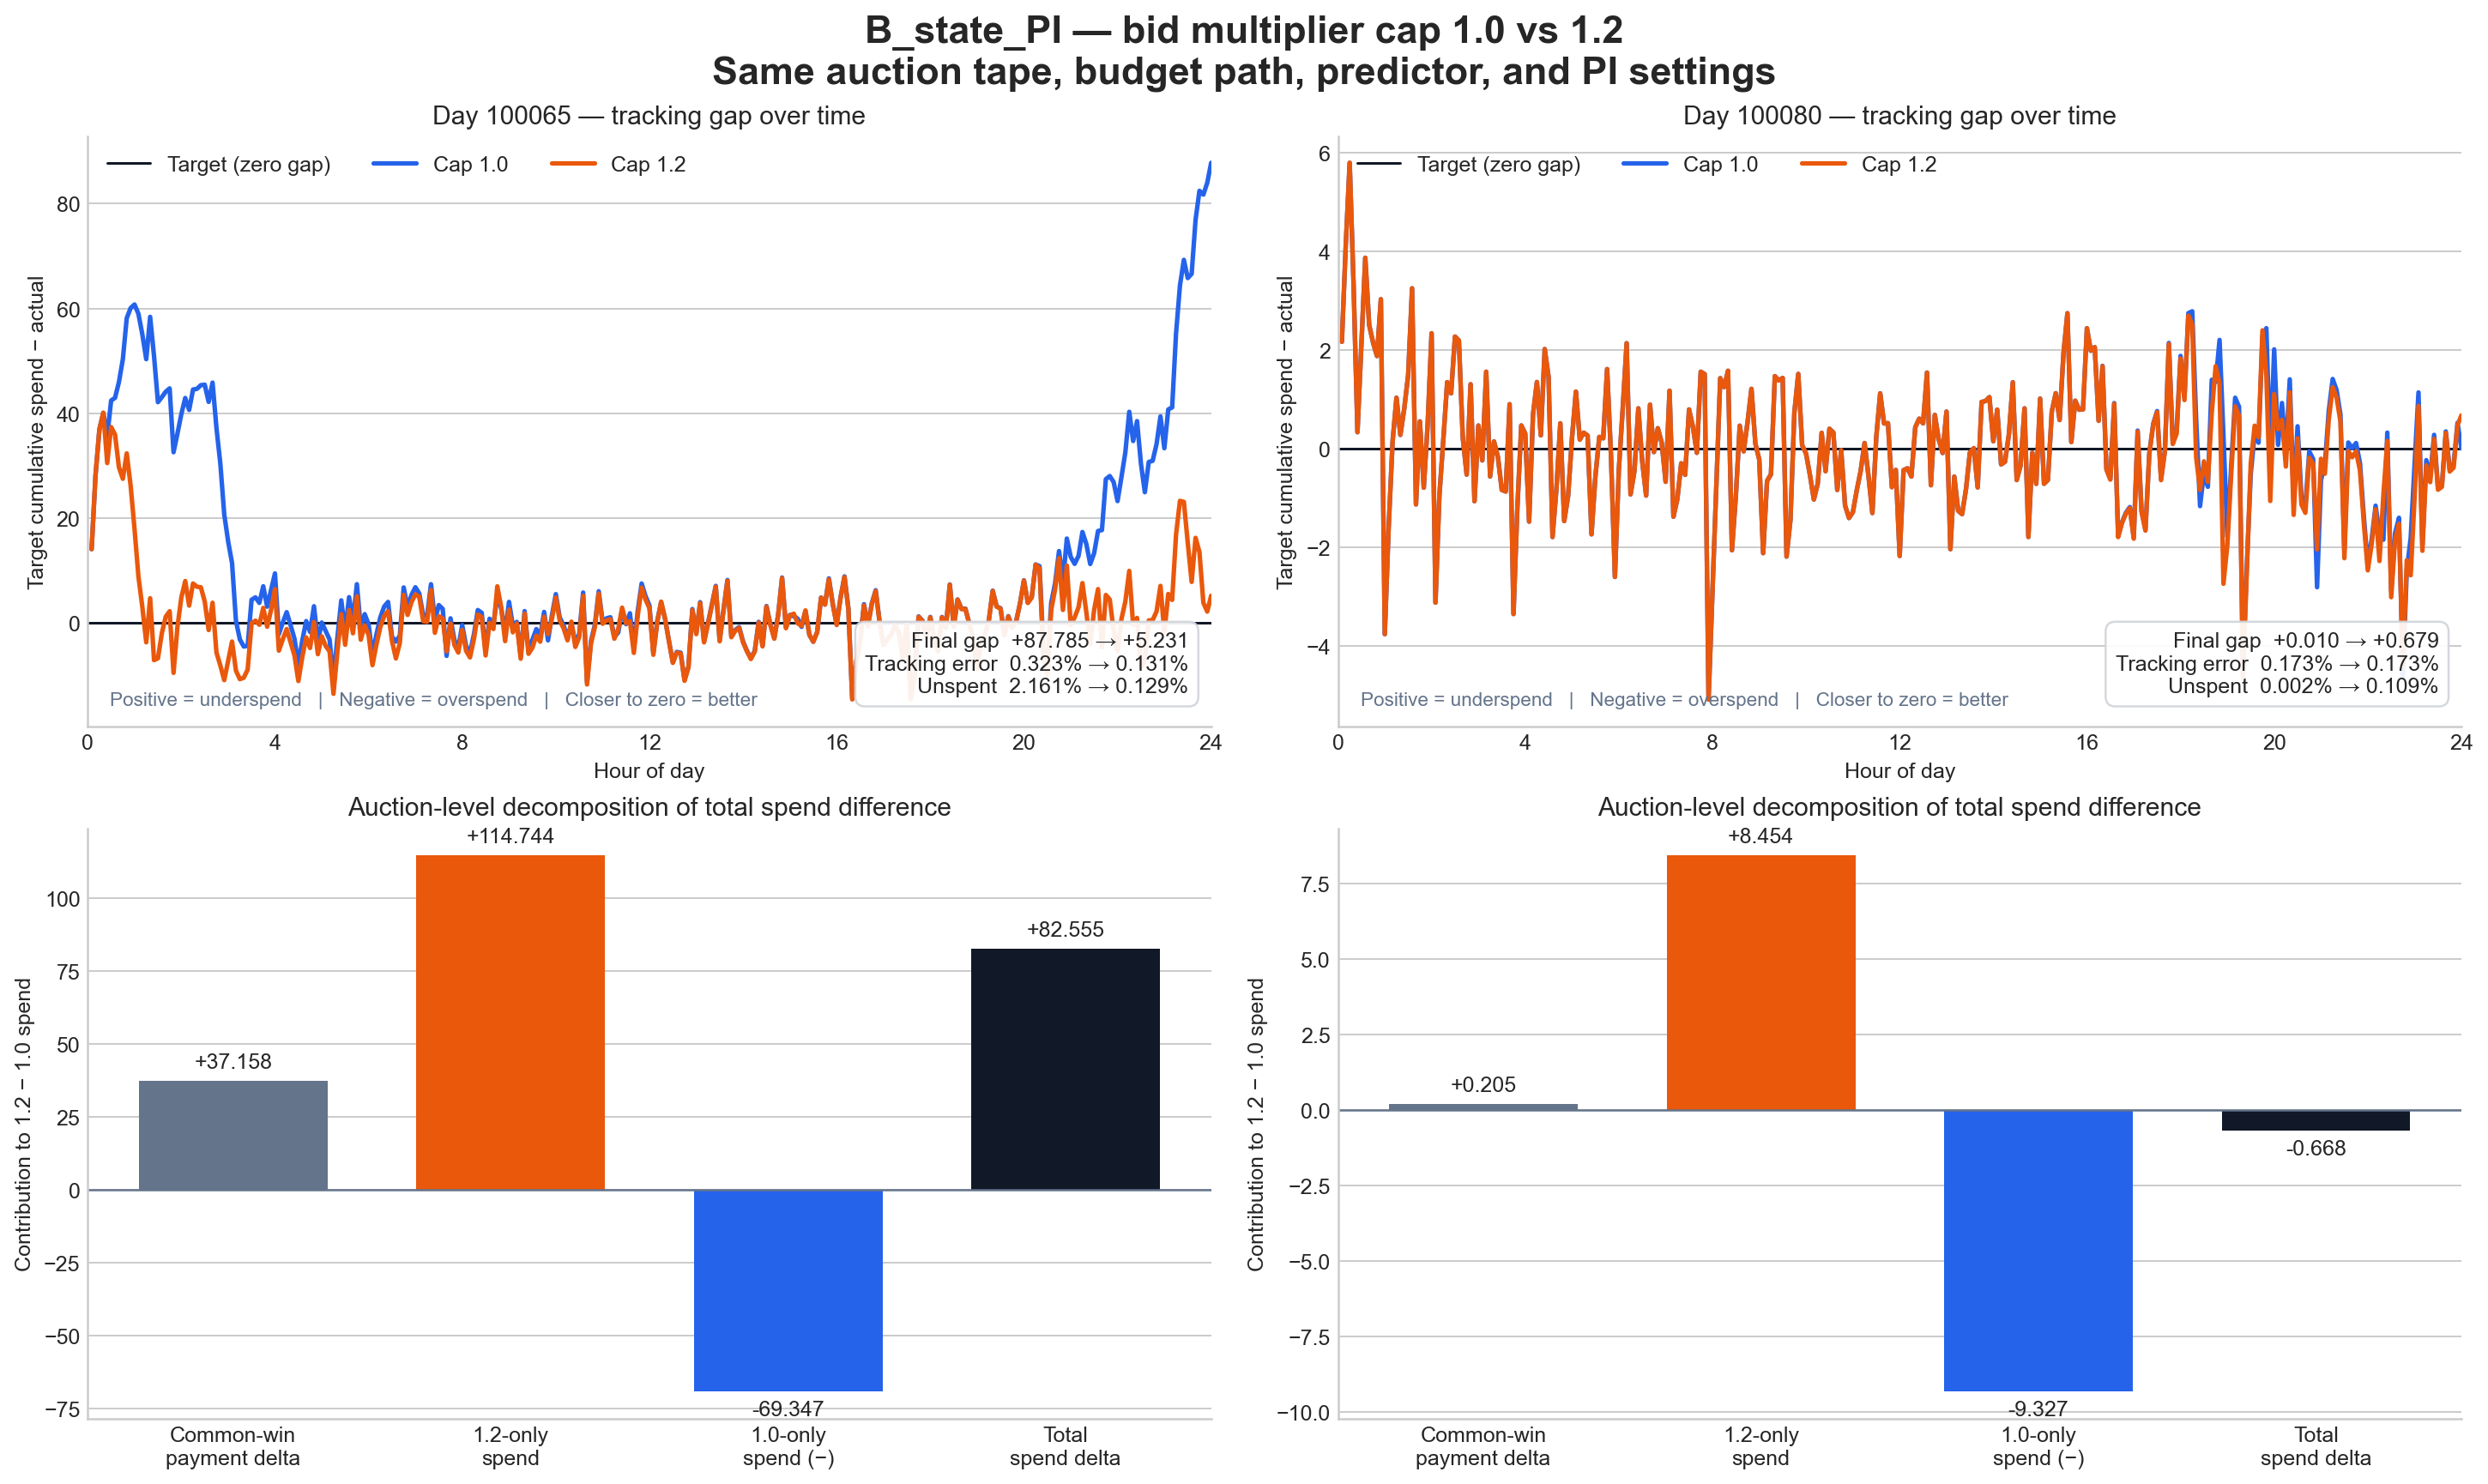 B_state_PI — bid multiplier cap 1.0 vs 1.2
Same auction tape, budget path, predictor, and PI settings
Day 100065 — tracking gap over time
Target (zero gap)
Cap 1.0
Cap 1.2
Target cumulative spend − actual
80
60
40
20
0
Final gap +87.785 → +5.231
Tracking error 0.323% → 0.131%
Unspent 2.161% → 0.129%
Positive = underspend | Negative = overspend | Closer to zero = better
0 4 8 12 16 20 24
Hour of day
Day 100080 — tracking gap over time
Target (zero gap)
Cap 1.0
Cap 1.2
Target cumulative spend − actual
6
4
2
0
−2
−4
Final gap +0.010 → +0.679
Tracking error 0.173% → 0.173%
Unspent 0.002% → 0.109%
Positive = underspend | Negative = overspend | Closer to zero = better
0 4 8 12 16 20 24
Hour of day
Auction-level decomposition of total spend difference
Contribution to 1.2 − 1.0 spend
100
75
50
25
0
−25
−50
−75
+37.158
+114.744
-69.347
+82.555
Common-win
payment delta
1.2-only
spend
1.0-only
spend (−)
Total
spend delta
Auction-level decomposition of total spend difference
Contribution to 1.2 − 1.0 spend
7.5
5.0
2.5
0.0
−2.5
−5.0
−7.5
−10.0
+0.205
+8.454
-9.327
-0.668
Common-win
payment delta
1.2-only
spend
1.0-only
spend (−)
Total
spend delta